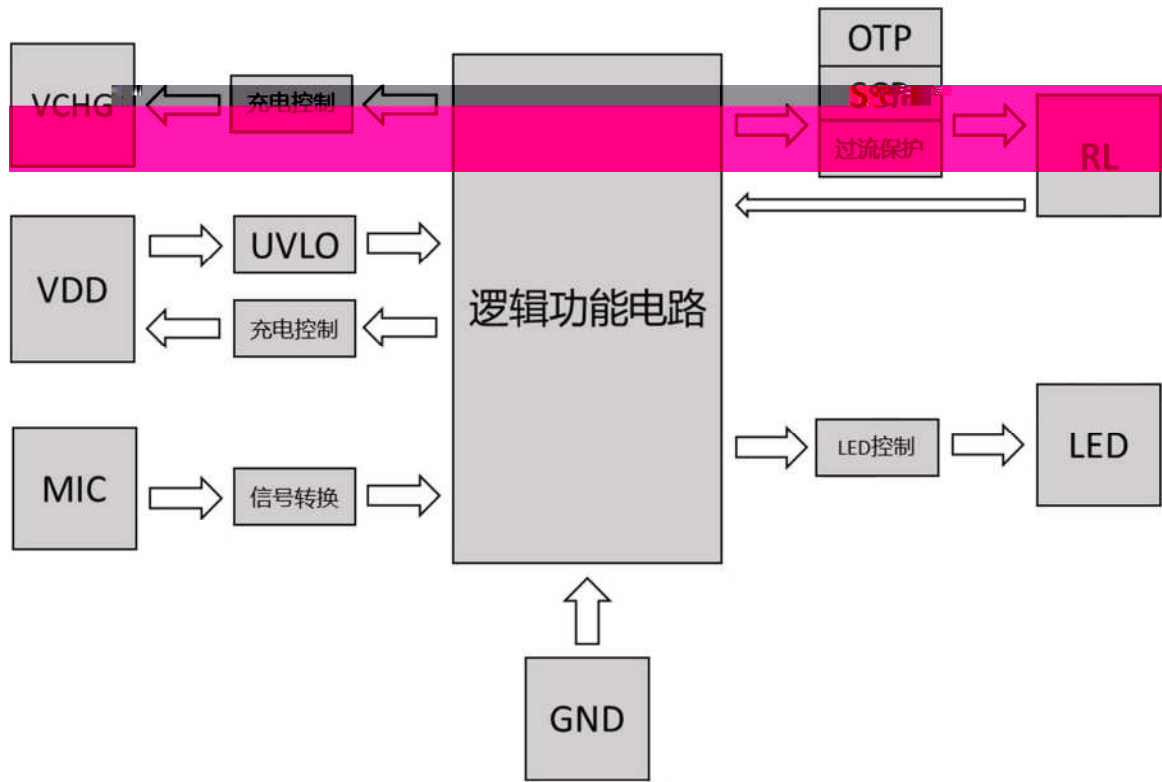 OTP
VCHG
充电控制
过流保护
RL
VDD
UVLO
充电控制
逻辑功能电路
MIC
信号转换
LED控制
LED
GND